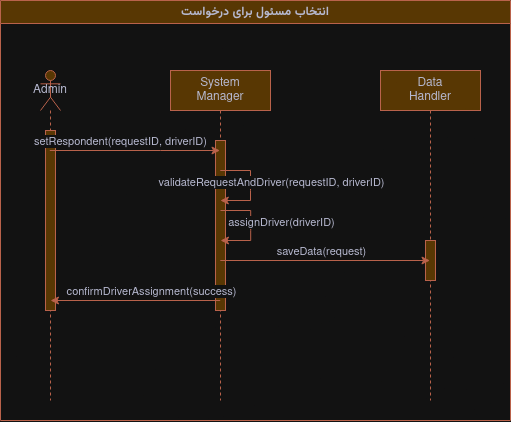 انتخاب مسئول برای درخواست
Admin
System
Manager
Data
Handler
setRespondent(requestID, driverID)
validateRequestAndDriver(requestID, driverID)
assignDriver(driverID)
saveData(request)
confirmDriverAssignment(success)